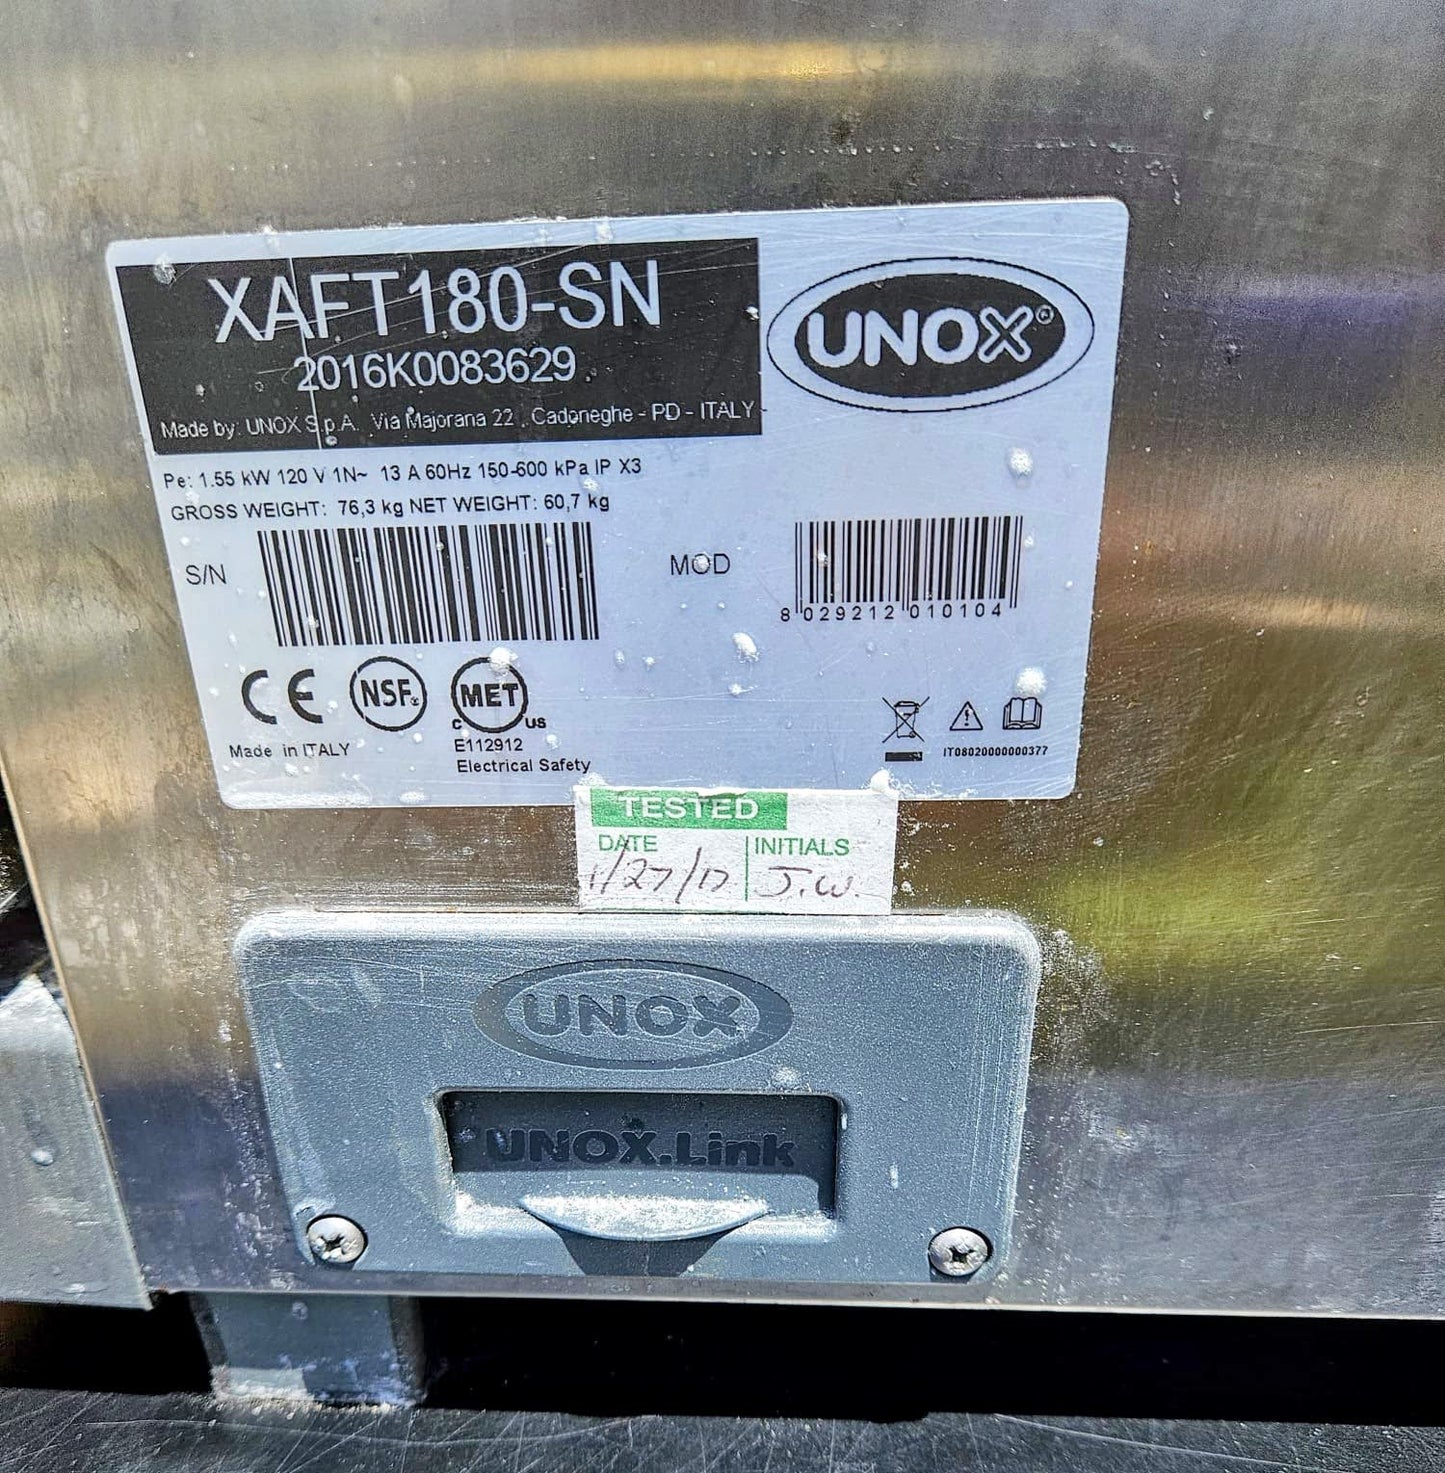 XAFT180-SN
2016K0083629
Made by: UNOX S.p.A. Via Majorana 22 , Cadoneghe - PD - ITALY
UNOX®
Pe: 1.55 kW 120 V 1N~ 13 A 60Hz 150-600 kPa IP X3
GROSS WEIGHT: 76,3 kg NET WEIGHT: 60,7 kg
S/N
MOD
8 029212 010104
CE
NSF®
C MET US
Made in ITALY
E112912
Electrical Safety
IT08020000000377
TESTED
DATE INITIALS
1/27/17 J.W.
UNOX
UNOX.Link